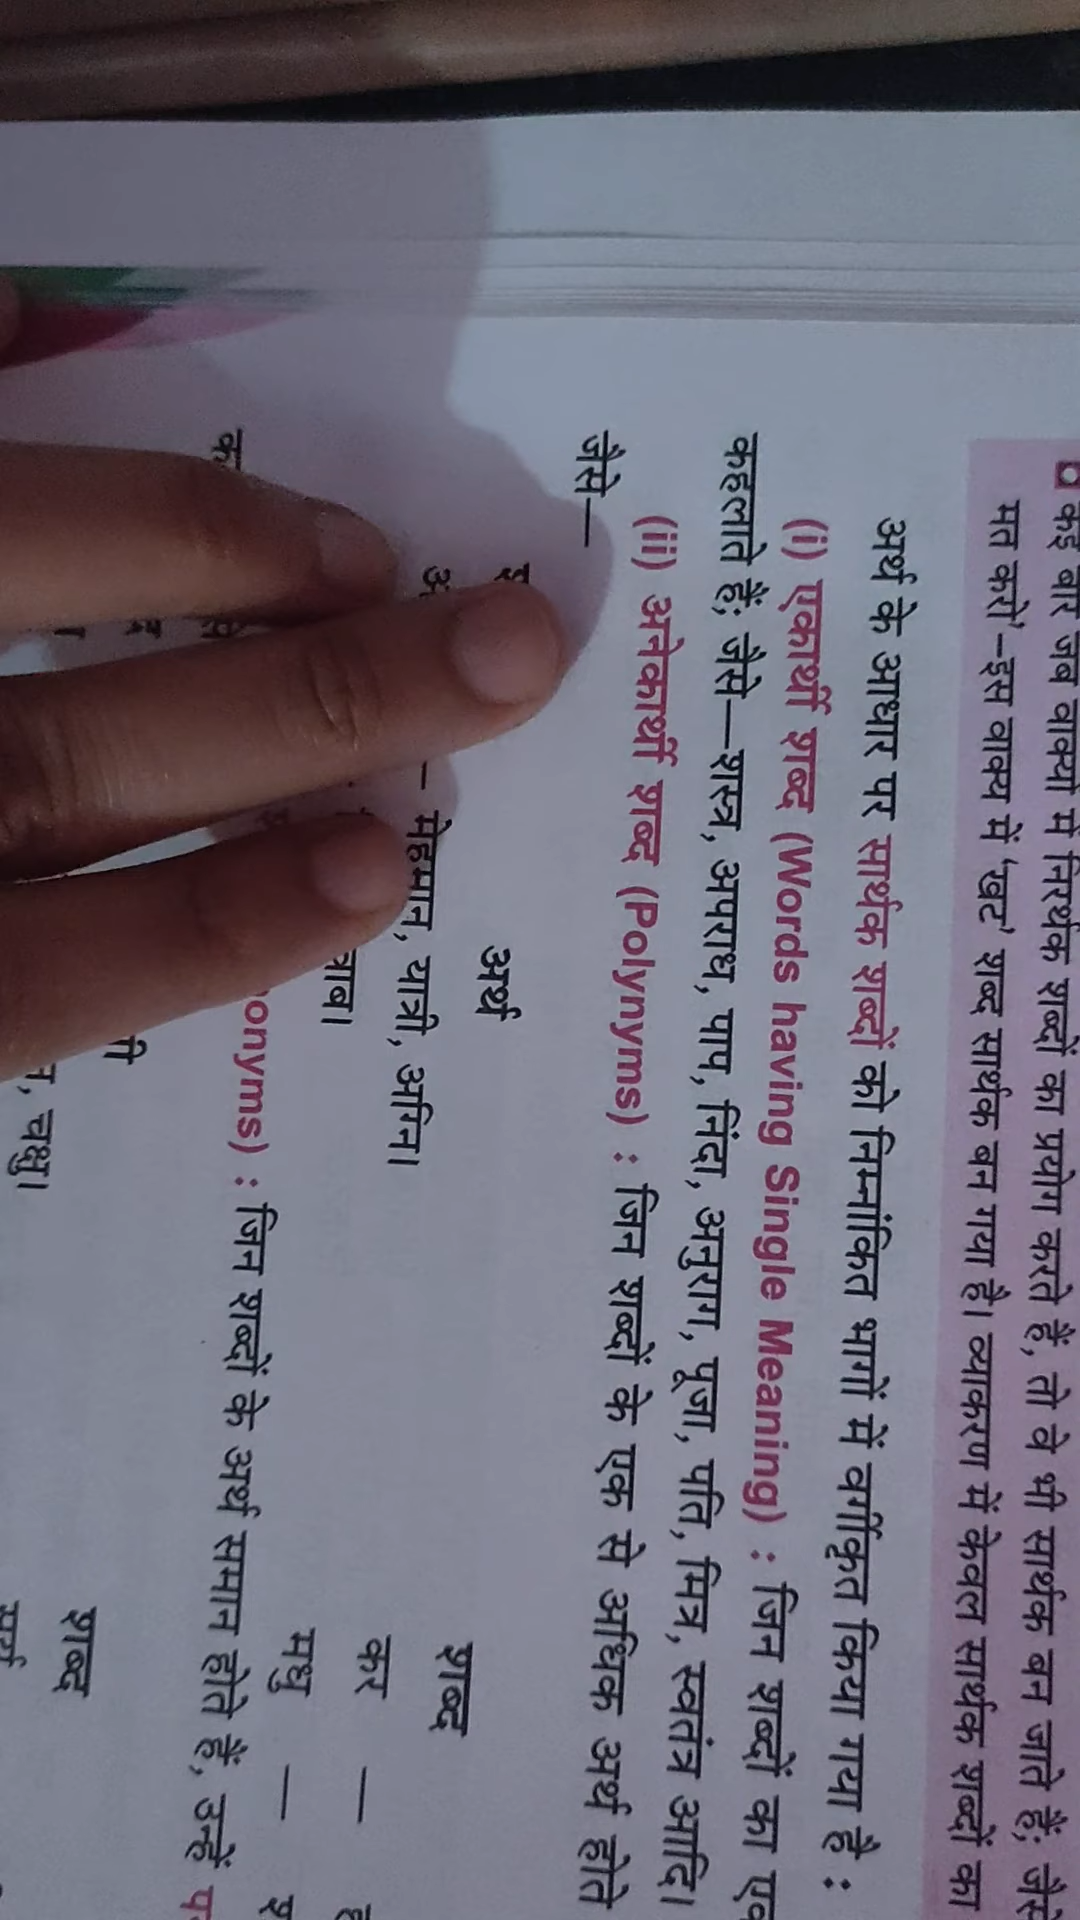 कई बार जब वाक्यों में निरर्थक शब्दों का प्रयोग करते हैं, तो वे भी सार्थक बन जाते हैं; जैसे
मत करो'–इस वाक्य में 'खट' शब्द सार्थक बन गया है। व्याकरण में केवल सार्थक शब्दों का
अर्थ के आधार पर सार्थक शब्दों को निम्नांकित भागों में वर्गीकृत किया गया है :
(i) एकार्थी शब्द (Words having Single Meaning) : जिन शब्दों का
कहलाते हैं; जैसे—शस्त्र, अपराध, पाप, निंदा, अनुराग, पूजा, पति, मित्र, स्वतंत्र आदि।
(ii) अनेकार्थी शब्द (Polynyms) : जिन शब्दों के एक से अधिक अर्थ होते
जैसे—
अर्थ शब्द
— मेहमान, यात्री, अग्नि। कर —
मधु —
onyms) : जिन शब्दों के अर्थ समान होते हैं, उन्हें
शब्द
चक्षु।